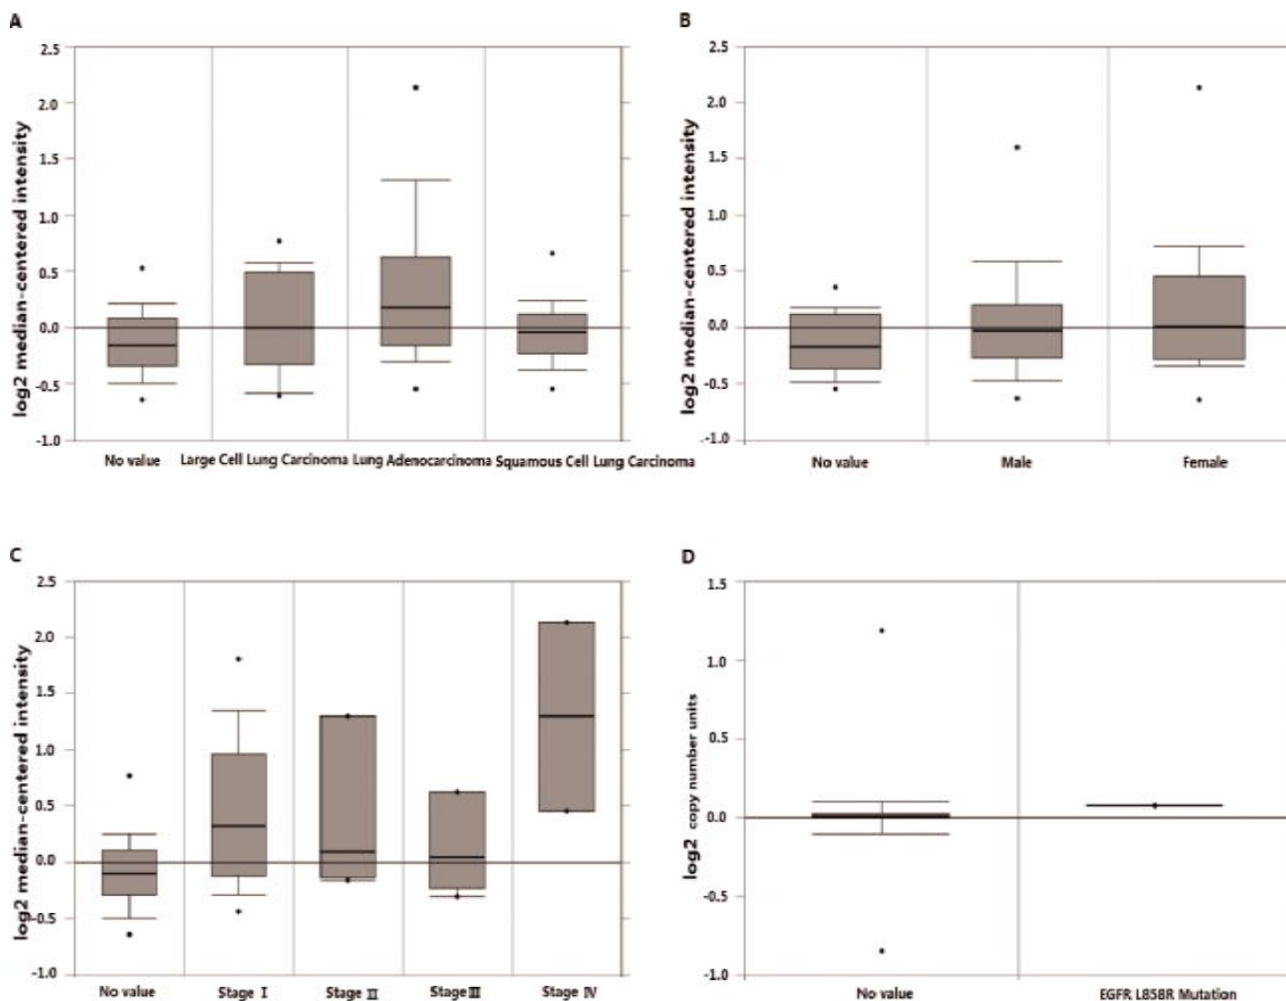 A
log2 median-centered intensity
2.5
2.0
1.5
1.0
0.5
0.0
-0.5
-1.0
No value Large Cell Lung Carcinoma Lung Adenocarcinoma Squamous Cell Lung Carcinoma
B
log2 median-centered intensity
2.5
2.0
1.5
1.0
0.5
0.0
-0.5
-1.0
No value Male Female
C
log2 median-centered intensity
2.5
2.0
1.5
1.0
0.5
0.0
-0.5
-1.0
No value Stage I Stage II Stage III Stage IV
D
log2 copy number units
1.5
1.0
0.5
0.0
-0.5
-1.0
No value EGFR L858R Mutation